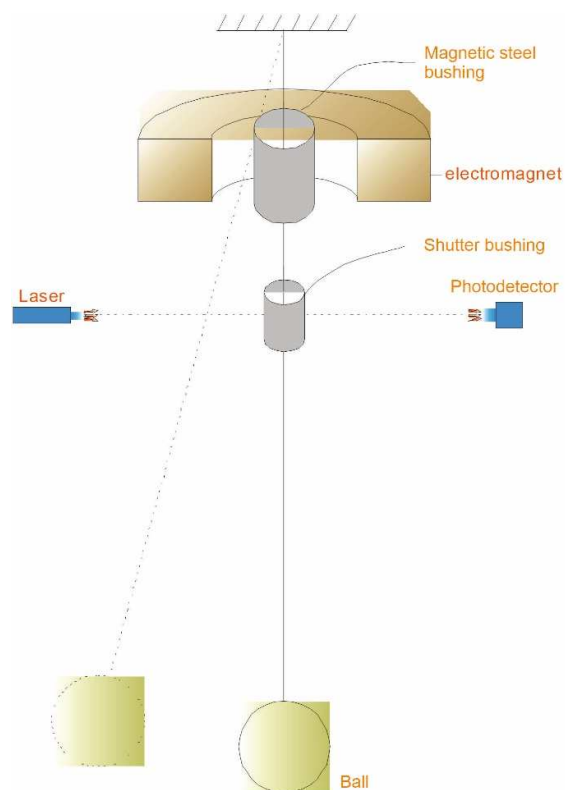 Magnetic steel
bushing
electromagnet
Shutter bushing
Laser
Photodetector
Ball